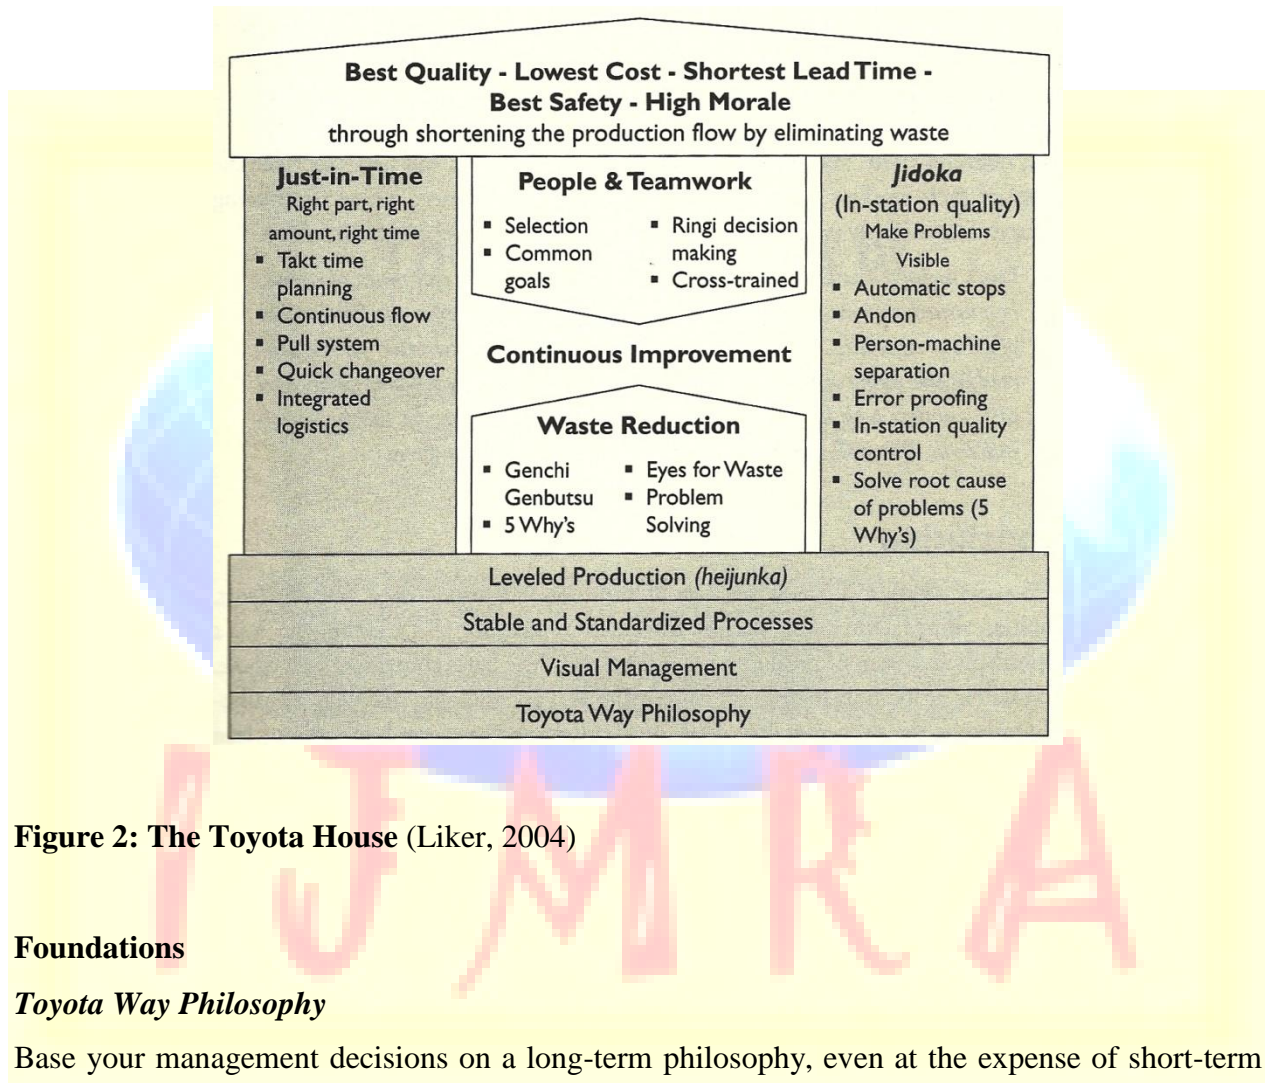 Best Quality - Lowest Cost - Shortest Lead Time -
Best Safety - High Morale
through shortening the production flow by eliminating waste
Just-in-Time
Right part, right
amount, right time
▪ Takt time
planning
▪ Continuous flow
▪ Pull system
▪ Quick changeover
▪ Integrated
logistics
People & Teamwork
▪ Selection
▪ Common
goals
▪ Ringi decision
making
▪ Cross-trained
Continuous Improvement
Waste Reduction
▪ Genchi
Genbutsu
▪ 5 Why's
▪ Eyes for Waste
▪ Problem
Solving
Jidoka
(In-station quality)
Make Problems
Visible
▪ Automatic stops
▪ Andon
▪ Person-machine
separation
▪ Error proofing
▪ In-station quality
control
▪ Solve root cause
of problems (5
Why's)
Leveled Production (heijunka)
Stable and Standardized Processes
Visual Management
Toyota Way Philosophy
IJMRA
Figure 2: The Toyota House (Liker, 2004)
Foundations
Toyota Way Philosophy
Base your management decisions on a long-term philosophy, even at the expense of short-term